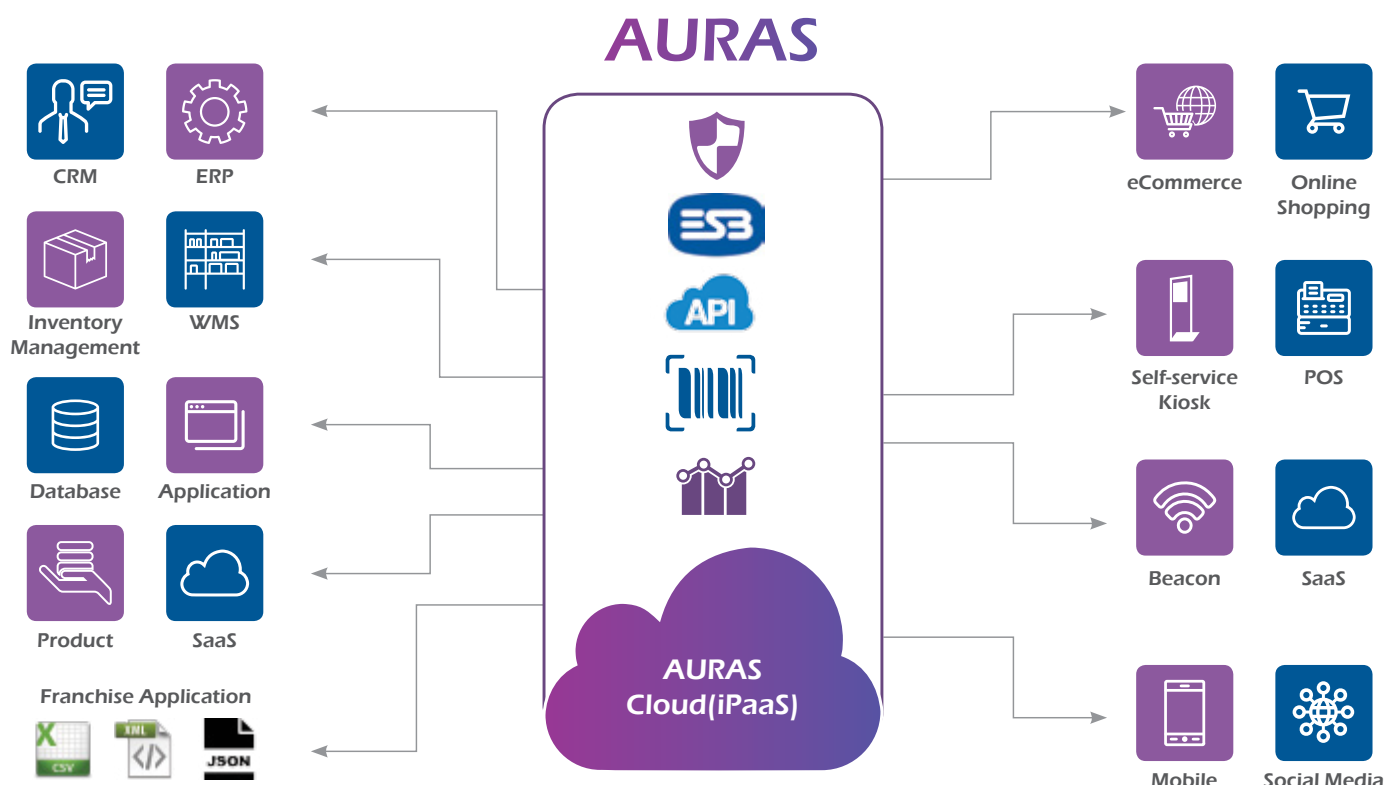 AURAS
CRM
ERP
Inventory
Management
WMS
Database
Application
Product
SaaS
Franchise Application
CSV
XML
JSON
ESB
API
AURAS
Cloud(iPaaS)
eCommerce
Online
Shopping
Self-service
Kiosk
POS
Beacon
SaaS
Mobile
Social Media